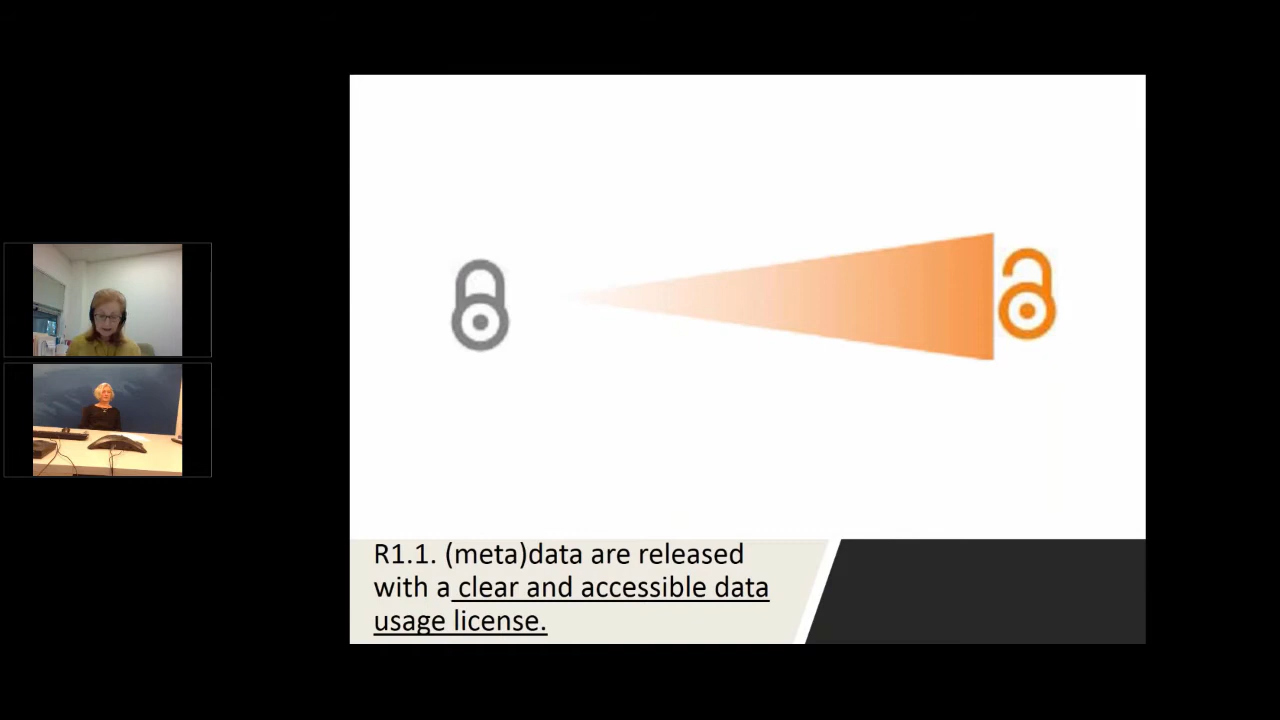 R1.1. (meta)data are released
with a clear and accessible data
usage license.